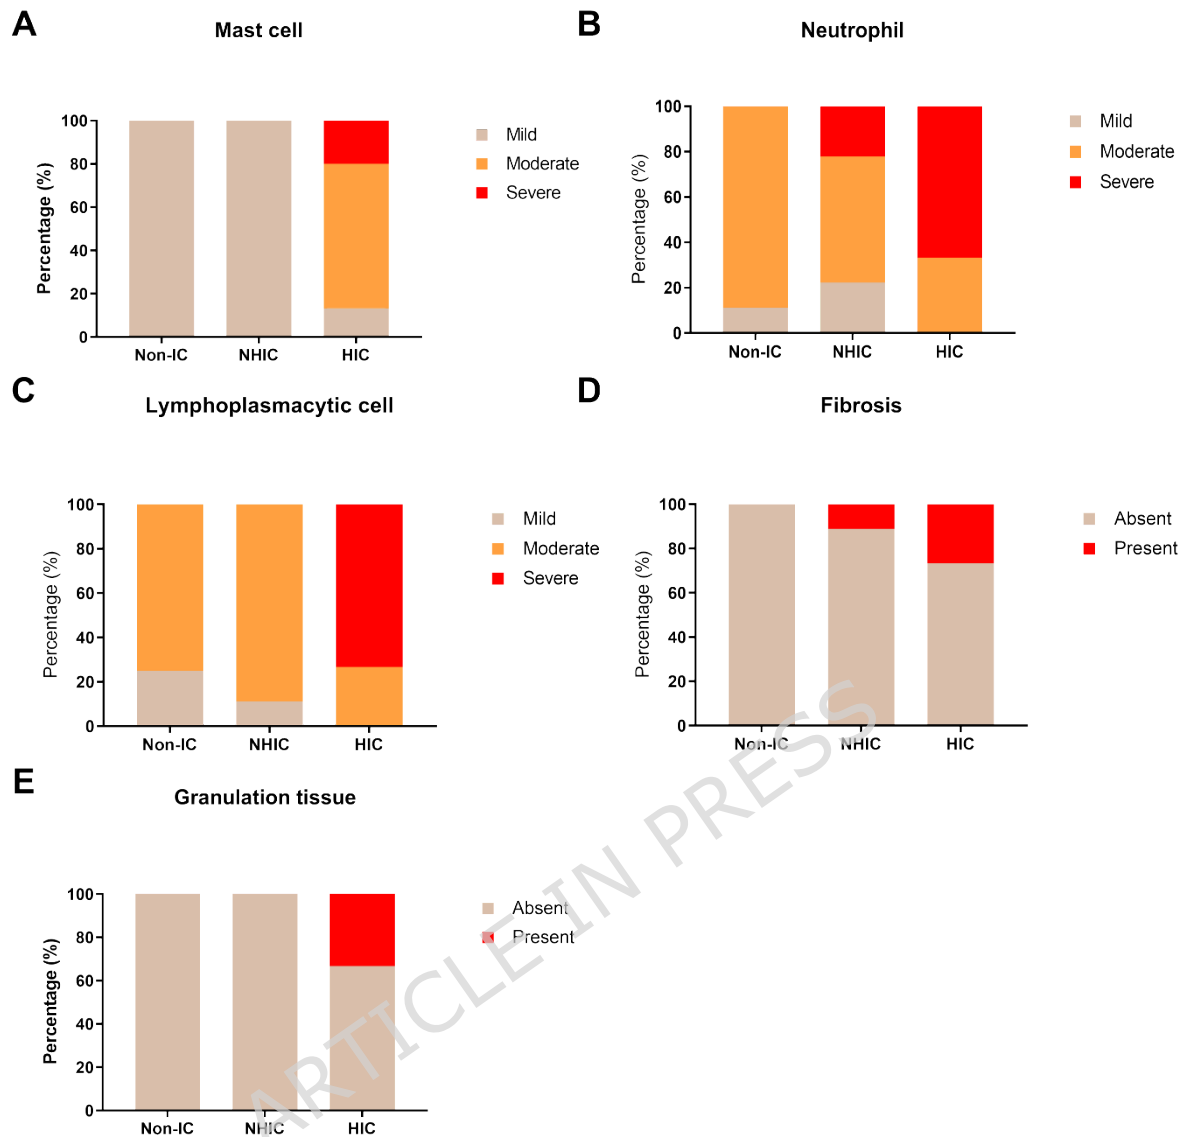 A
Mast cell
Percentage (%)
100
80
60
40
20
0
Non-IC NHIC HIC
Mild
Moderate
Severe
B
Neutrophil
Percentage (%)
100
80
60
40
20
0
Non-IC NHIC HIC
Mild
Moderate
Severe
C
Lymphoplasmacytic cell
Percentage (%)
100
80
60
40
20
0
Non-IC NHIC HIC
Mild
Moderate
Severe
D
Fibrosis
Percentage (%)
100
80
60
40
20
0
Non-IC NHIC HIC
Absent
Present
E
Granulation tissue
Percentage (%)
100
80
60
40
20
0
Non-IC NHIC HIC
Absent
Present
ARTICLE IN PRESS